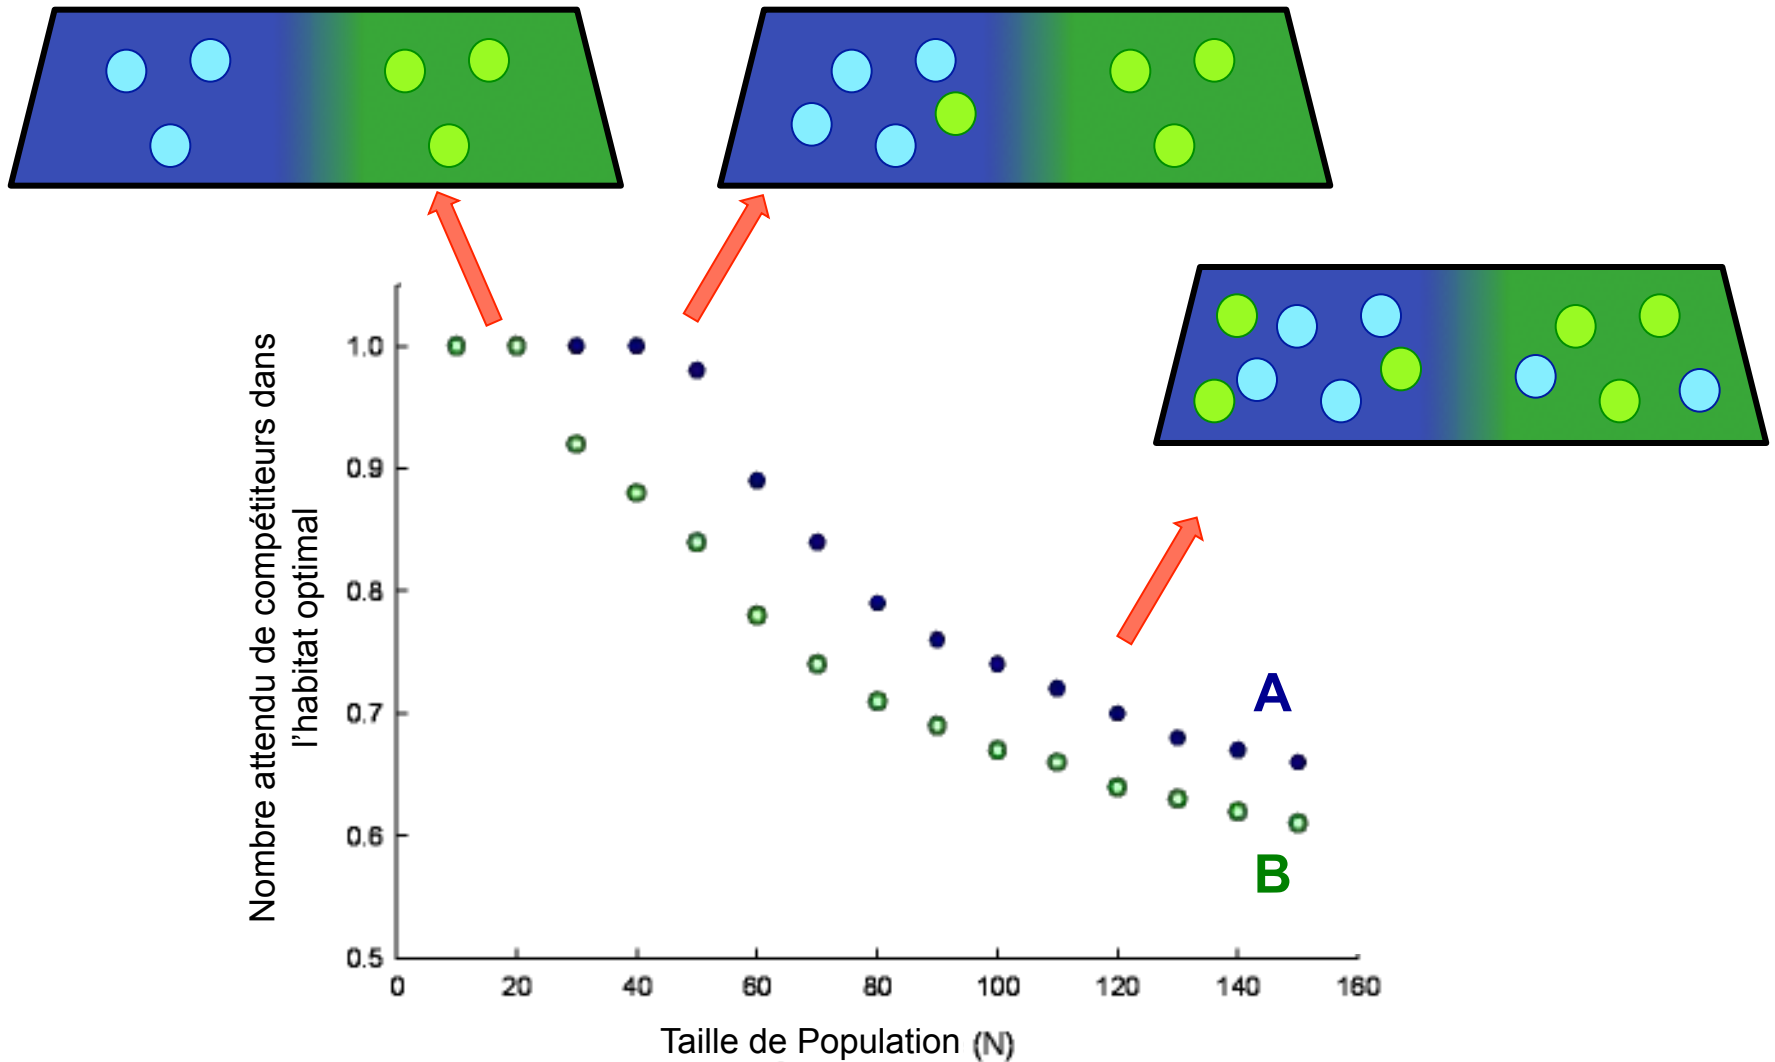 Nombre attendu de compétiteurs dans
l'habitat optimal
1.0
0.9
0.8
0.7
0.6
0.5
A
B
0 20 40 60 80 100 120 140 160
Taille de Population (N)